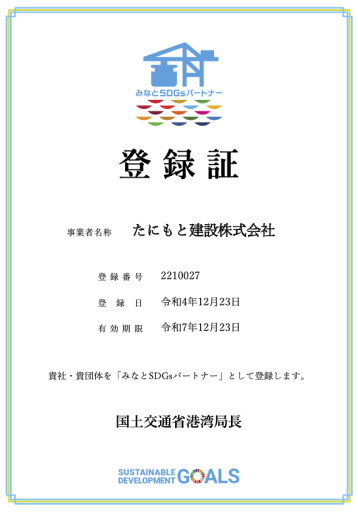 みなとSDGsパートナー
登録証
事業者名称 たにもと建設株式会社
登録番号 2210027
登録日 令和4年12月23日
有効期限 令和7年12月23日
貴社・貴団体を「みなとSDGsパートナー」として登録します。
国土交通省港湾局長
SUSTAINABLE
DEVELOPMENT GOALS